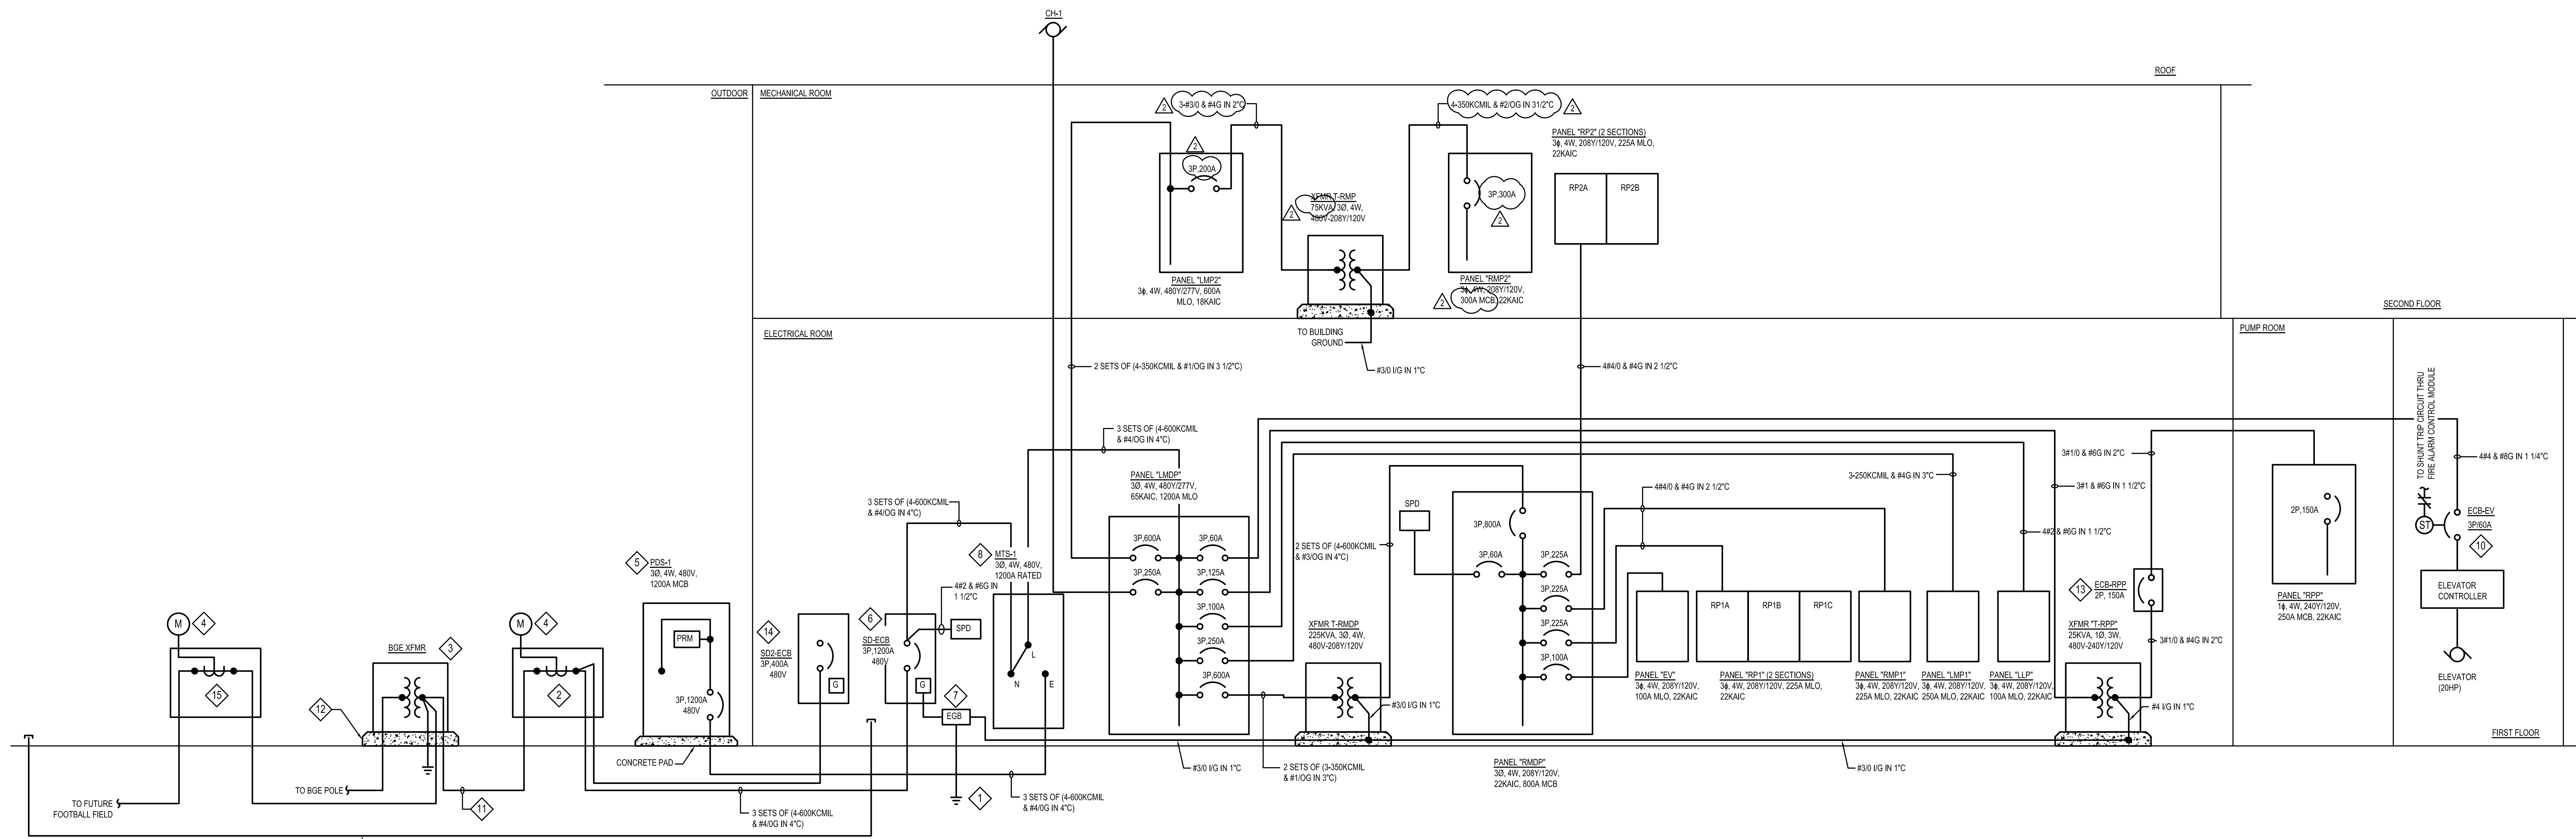 CH-1
ROOF
OUTDOOR
MECHANICAL ROOM
2
3-#3/0 & #4G IN 2"C
4-350KCMIL & #2/OG IN 31/2"C
2
2
3P,200A
PANEL "RP2" (2 SECTIONS)
3ϕ, 4W, 208Y/120V, 225A MLO,
22KAIC
RP2A
RP2B
XFMR T-RMP
75KVA, 3Ø, 4W,
480V-208Y/120V
2
3P,300A
2
PANEL "LMP2"
3ϕ, 4W, 480Y/277V, 600A
MLO, 18KAIC
PANEL "RMP2"
3ϕ, 4W, 208Y/120V,
300A MCB, 22KAIC
2
SECOND FLOOR
ELECTRICAL ROOM
TO BUILDING
GROUND
#3/0 I/G IN 1"C
PUMP ROOM
2 SETS OF (4-350KCMIL & #1/OG IN 3 1/2"C)
4#4/0 & #4G IN 2 1/2"C
TO SHUNT TRIP CIRCUIT THRU
FIRE ALARM CONTROL MODULE
3 SETS OF (4-600KCMIL
& #4/OG IN 4"C)
PANEL "LMDP"
3Ø, 4W, 480Y/277V,
65KAIC, 1200A MLO
3#1/0 & #6G IN 2"C
4#4 & #8G IN 1 1/4"C
3-250KCMIL & #4G IN 3"C
4#4/0 & #4G IN 2 1/2"C
3#1 & #6G IN 1 1/2"C
3 SETS OF (4-600KCMIL
& #4/OG IN 4"C)
SPD
3P,800A
2P,150A
ECB-EV
3P/60A
ST
10
4#2 & #6G IN 1 1/2"C
2 SETS OF (4-600KCMIL
& #3/OG IN 4"C)
3P,600A
3P,60A
3P,250A
3P,125A
3P,100A
3P,250A
3P,600A
3P,60A
3P,225A
3P,225A
3P,225A
3P,100A
8
MTS-1
3Ø, 4W, 480V,
1200A RATED
5
PDS-1
3Ø, 4W, 480V,
1200A MCB
4#2 & #6G IN
1 1/2"C
13
ECB-RPP
2P, 150A
ELEVATOR
CONTROLLER
PANEL "RPP"
1ϕ, 4W, 240Y/120V,
250A MCB, 22KAIC
RP1A
RP1B
RP1C
M
4
M
4
PRM
14
SD2-ECB
3P,400A
480V
G
6
SD-ECB
3P,1200A
480V
G
SPD
L
N
E
XFMR T-RMDP
225KVA, 3Ø, 4W,
480V-208Y/120V
XFMR "T-RPP"
25KVA, 1Ø, 3W,
480V-240Y/120V
3#1/0 & #4G IN 2"C
BGE XFMR
3
15
2
3P,1200A
480V
7
EGB
PANEL "EV"
3ϕ, 4W, 208Y/120V,
100A MLO, 22KAIC
PANEL "RP1" (2 SECTIONS)
3ϕ, 4W, 208Y/120V, 225A MLO,
22KAIC
PANEL "RMP1"
3ϕ, 4W, 208Y/120V,
225A MLO, 22KAIC
PANEL "LMP1"
3ϕ, 4W, 208Y/120V,
250A MLO, 22KAIC
PANEL "LLP"
3ϕ, 4W, 208Y/120V,
100A MLO, 22KAIC
ELEVATOR
(20HP)
12
#3/0 I/G IN 1"C
#4 I/G IN 1"C
FIRST FLOOR
CONCRETE PAD
#3/0 I/G IN 1"C
2 SETS OF (3-350KCMIL
& #1/OG IN 3"C)
PANEL "RMDP"
3Ø, 4W, 208Y/120V,
22KAIC, 800A MCB
#3/0 I/G IN 1"C
TO BGE POLE
TO FUTURE
FOOTBALL FIELD
11
1
3 SETS OF (4-600KCMIL
& #4/0G IN 4"C)
3 SETS OF (4-600KCMIL
& #4/0G IN 4"C)